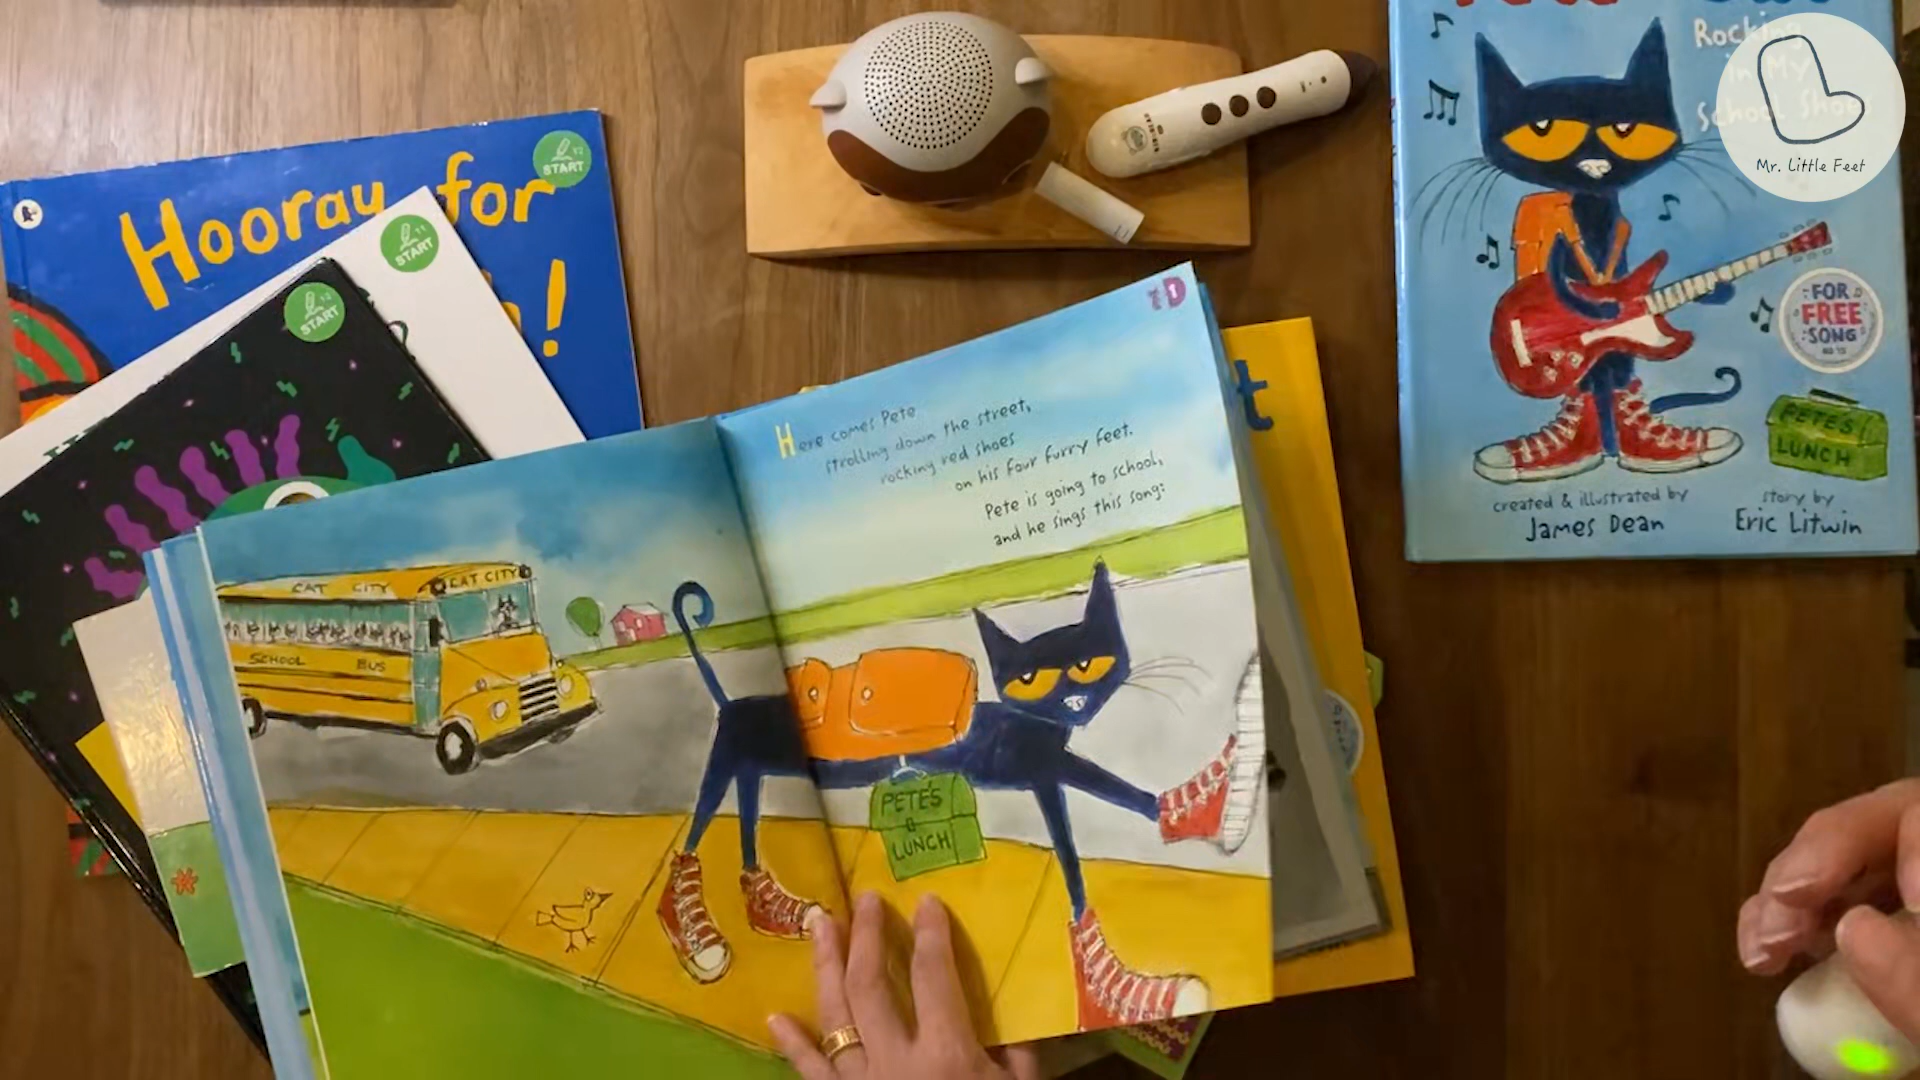 Hooray for
!
START
START
START
Here comes Pete
strolling down the street,
rocking red shoes
on his four furry feet.
Pete is going to school,
and he sings this song:
CAT CITY
CAT CITY
SCHOOL BUS
PETE'S
LUNCH
t
Rocking
in My
School Shoes
FOR
FREE
SONG
PETE'S
LUNCH
created & illustrated by
James Dean
story by
Eric Litwin
Mr. Little Feet